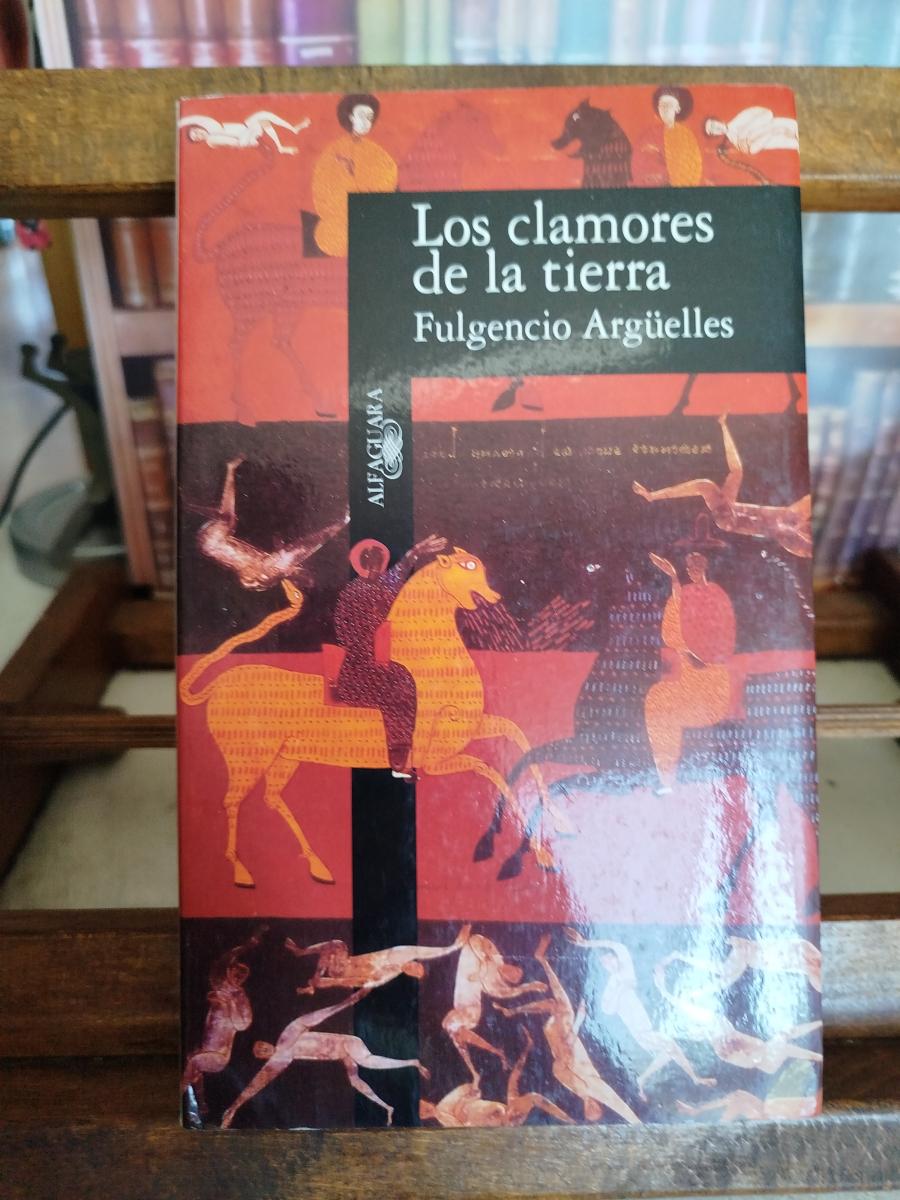 Los clamores
de la tierra
Fulgencio Argüelles
ALFAGUARA